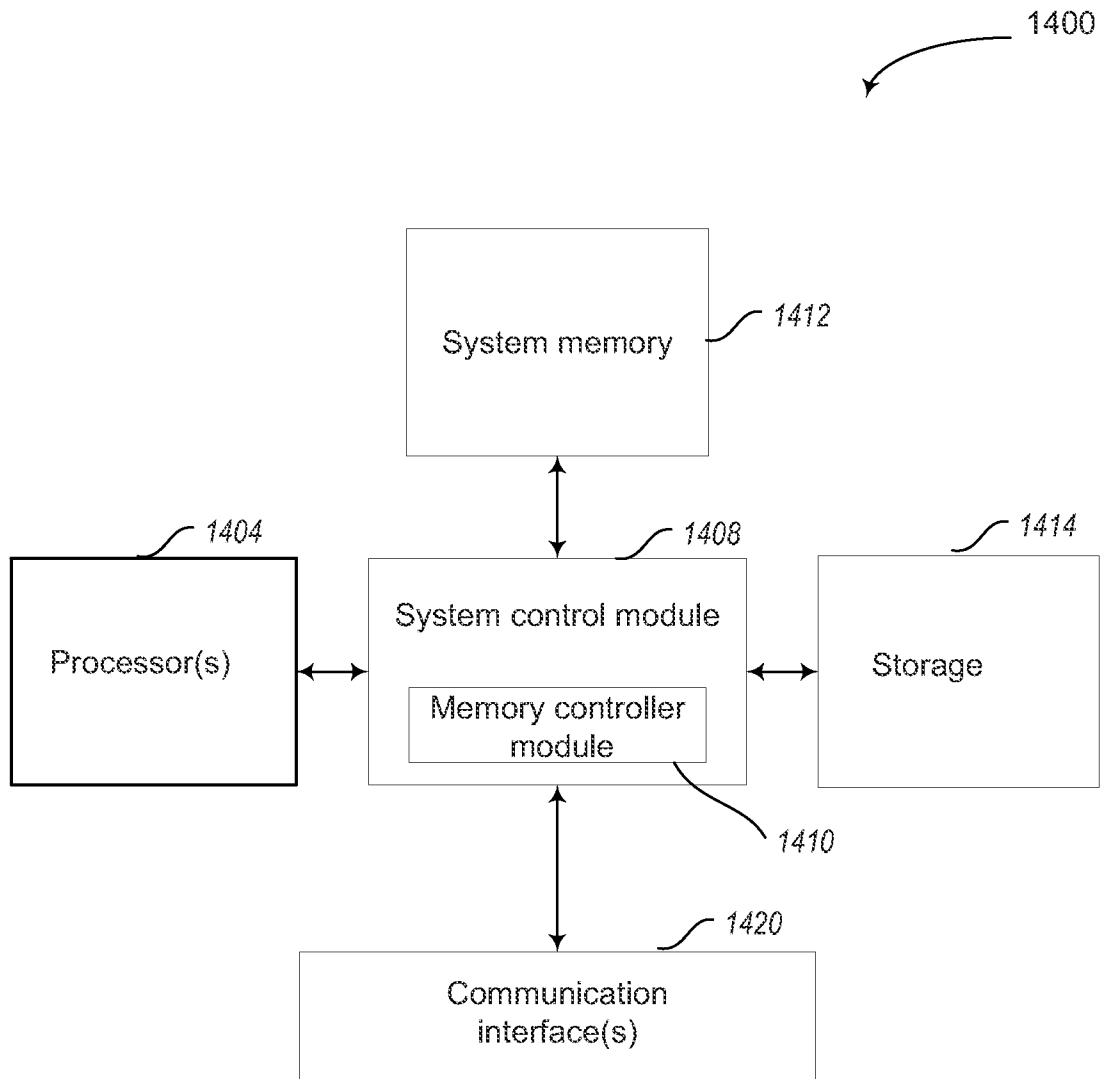 1400
System memory
1412
1404
1408
1414
Processor(s)
System control module
Storage
Memory controller
module
1410
1420
Communication
interface(s)